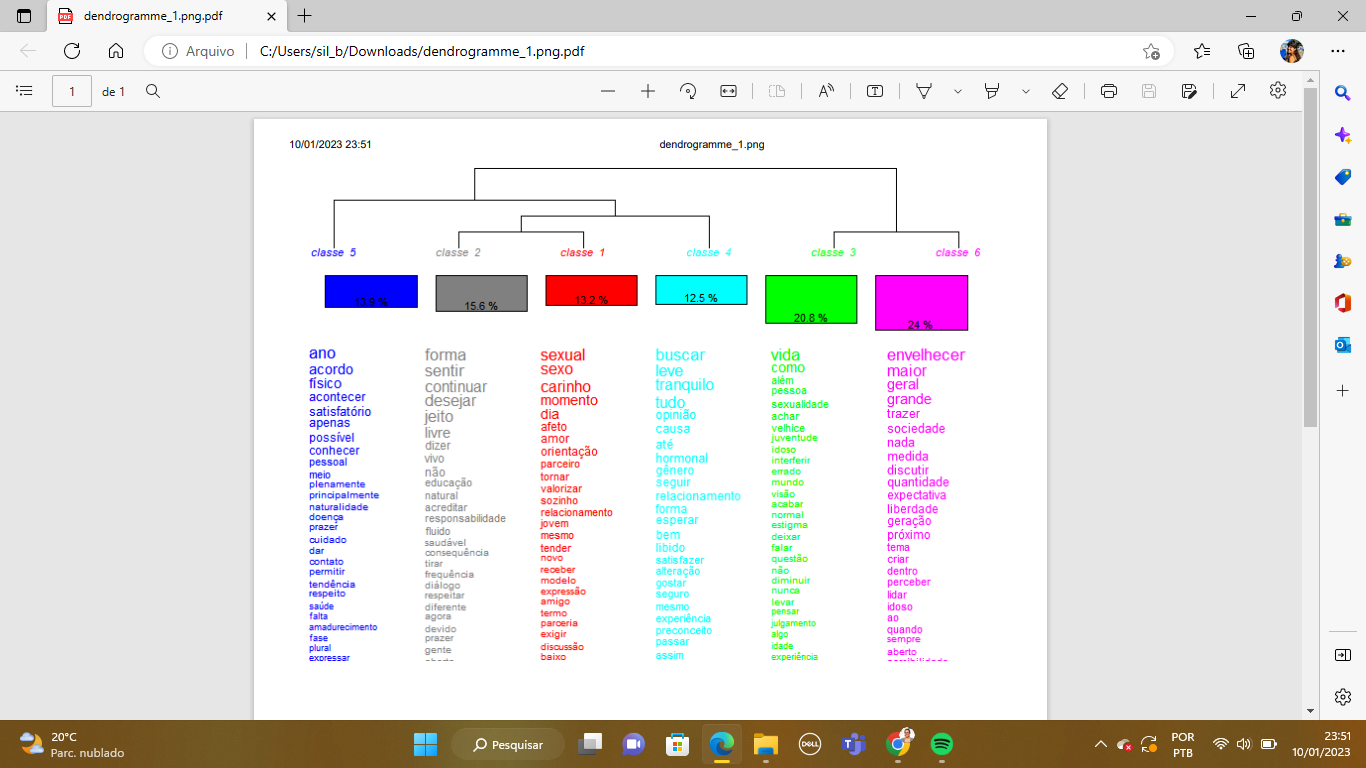 dendrogramme_1.png.pdf
Arquivo
C:/Users/sil_b/Downloads/dendrogramme_1.png.pdf
1 de 1
10/01/2023 23:51
dendrogramme_1.png
classe 5
classe 2
classe 1
classe 4
classe 3
classe 6
13.9 %
15.6 %
13.2 %
12.5 %
20.8 %
24 %
ano
acordo
físico
acontecer
satisfatório
apenas
possível
conhecer
pessoal
meio
plenamente
principalmente
naturalidade
doença
prazer
cuidado
dar
contato
permitir
tendência
respeito
saúde
falta
amadurecimento
fase
plural
expressar
forma
sentir
continuar
desejar
jeito
livre
dizer
vivo
não
educação
natural
acreditar
responsabilidade
fluido
saudável
consequência
tirar
frequência
diálogo
respeitar
diferente
agora
devido
prazer
gente
sexual
sexo
carinho
momento
dia
afeto
amor
orientação
parceiro
tornar
valorizar
sozinho
relacionamento
jovem
mesmo
tender
novo
receber
modelo
expressão
amigo
termo
parceria
exigir
discussão
baixo
buscar
leve
tranquilo
tudo
opinião
causa
até
hormonal
gênero
seguir
relacionamento
forma
esperar
bem
libido
satisfazer
alteração
gostar
seguro
mesmo
experiência
preconceito
passar
assim
vida
como
além
pessoa
sexualidade
achar
velhice
juventude
idoso
interferir
errado
mundo
visão
acabar
normal
estigma
deixar
falar
questão
não
diminuir
nunca
levar
pensar
julgamento
algo
idade
experiência
envelhecer
maior
geral
grande
trazer
sociedade
nada
medida
discutir
quantidade
expectativa
liberdade
geração
próximo
tema
criar
dentro
perceber
lidar
idoso
ao
quando
sempre
aberto
20°C
Parc. nublado
Pesquisar
DELL
POR
PTB
23:51
10/01/2023